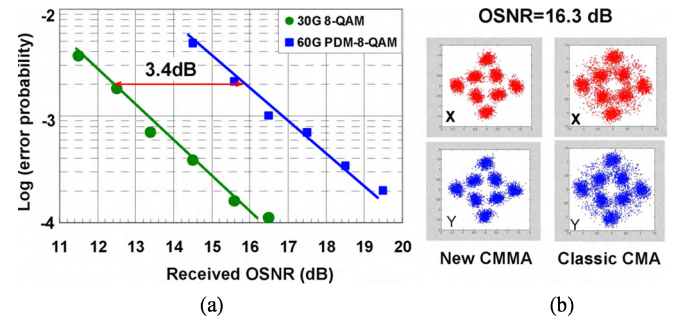 (a)
-2
-3
-4
Log (error probability)
30G 8-QAM
60G PDM-8-QAM
3.4dB
11 12 13 14 15 16 17 18 19 20
Received OSNR (dB)
(a)
OSNR=16.3 dB
X
X
Y
Y
New CMMA
Classic CMA
(b)